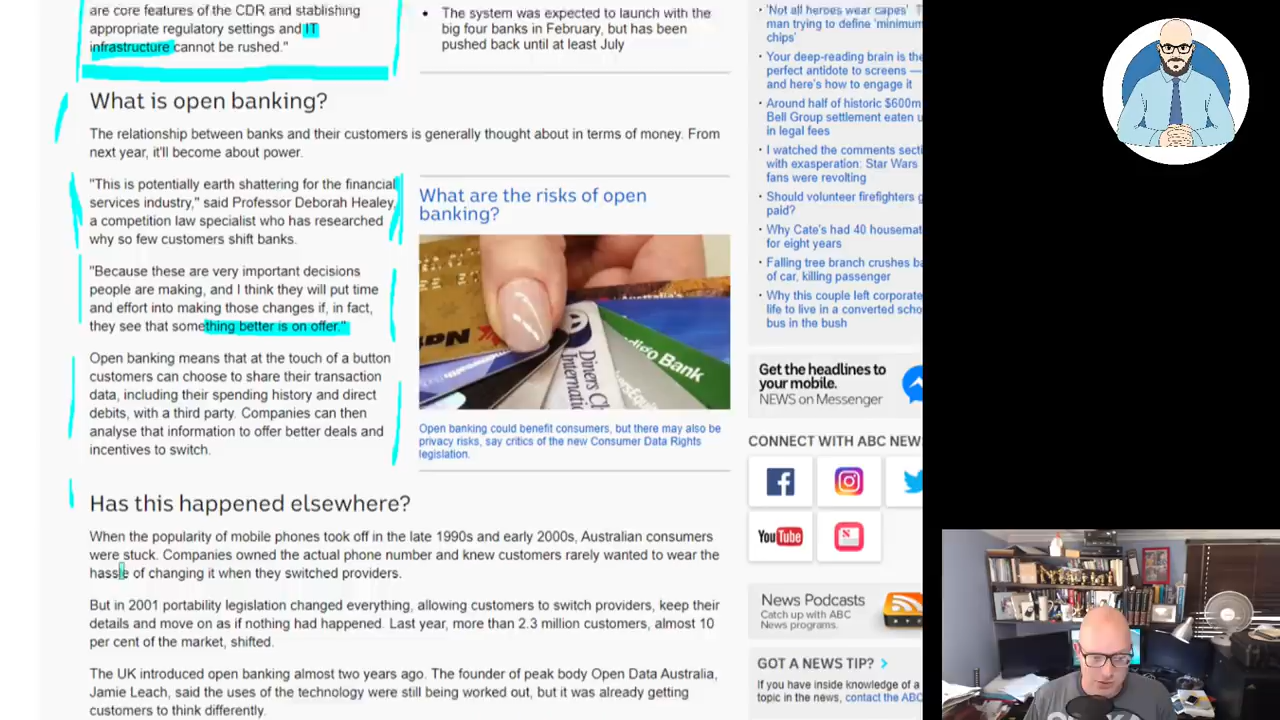 are core features of the CDR and stablishing
appropriate regulatory settings and IT
infrastructure cannot be rushed."
The system was expected to launch with the
big four banks in February, but has been
pushed back until at least July
What is open banking?
The relationship between banks and their customers is generally thought about in terms of money. From
next year, it'll become about power.
"This is potentially earth shattering for the financial
services industry," said Professor Deborah Healey,
a competition law specialist who has researched
why so few customers shift banks.
"Because these are very important decisions
people are making, and I think they will put time
and effort into making those changes if, in fact,
they see that something better is on offer."
Open banking means that at the touch of a button
customers can choose to share their transaction
data, including their spending history and direct
debits, with a third party. Companies can then
analyse that information to offer better deals and
incentives to switch.
What are the risks of open
banking?
Diners Cl
Internatio
digo Bank
Open banking could benefit consumers, but there may also be
privacy risks, say critics of the new Consumer Data Rights
legislation.
Has this happened elsewhere?
When the popularity of mobile phones took off in the late 1990s and early 2000s, Australian consumers
were stuck. Companies owned the actual phone number and knew customers rarely wanted to wear the
hassle of changing it when they switched providers.
But in 2001 portability legislation changed everything, allowing customers to switch providers, keep their
details and move on as if nothing had happened. Last year, more than 2.3 million customers, almost 10
per cent of the market, shifted.
The UK introduced open banking almost two years ago. The founder of peak body Open Data Australia,
Jamie Leach, said the uses of the technology were still being worked out, but it was already getting
customers to think differently.
'Not all heroes wear capes'
man trying to define 'minimum
chips'
Your deep-reading brain is the
perfect antidote to screens —
and here's how to engage it
Around half of historic $600m
Bell Group settlement eaten u
in legal fees
I watched the comments secti
with exasperation: Star Wars
fans were revolting
Should volunteer firefighters g
paid?
Why Cate's had 40 housemat
for eight years
Falling tree branch crushes ba
of car, killing passenger
Why this couple left corporate
life to live in a converted scho
bus in the bush
Get the headlines to
your mobile.
NEWS on Messenger
CONNECT WITH ABC NEW
YouTube
News Podcasts
Catch up with ABC
News programs.
GOT A NEWS TIP?
If you have inside knowledge of a
topic in the news, contact the ABC